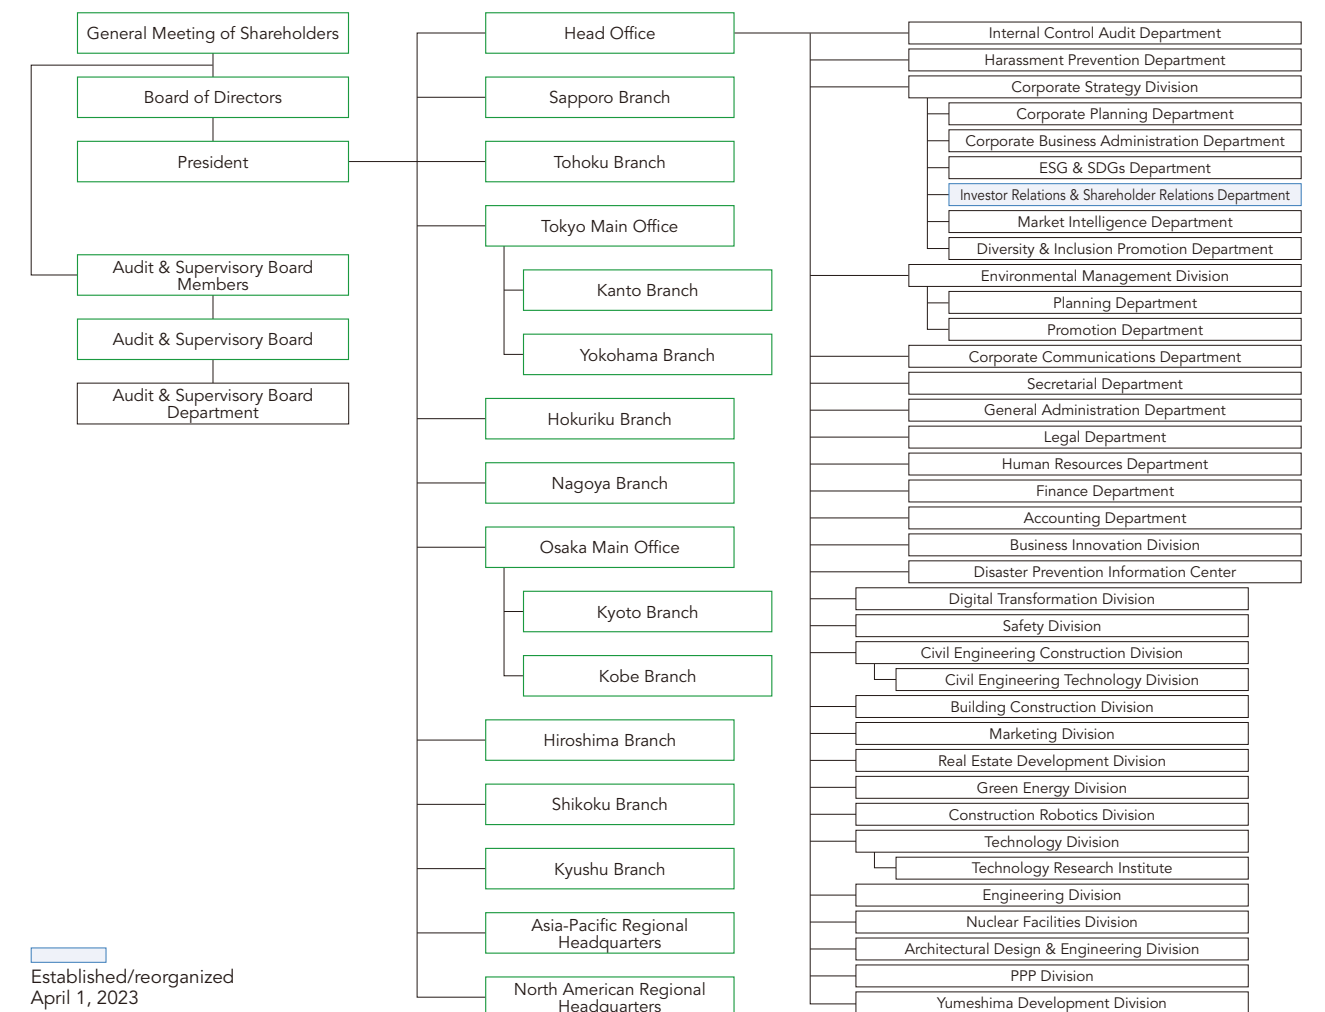 General Meeting of Shareholders
Board of Directors
President
Audit & Supervisory Board
Members
Audit & Supervisory Board
Audit & Supervisory Board
Department
Established/reorganized
April 1, 2023
Head Office
Sapporo Branch
Tohoku Branch
Tokyo Main Office
Kanto Branch
Yokohama Branch
Hokuriku Branch
Nagoya Branch
Osaka Main Office
Kyoto Branch
Kobe Branch
Hiroshima Branch
Shikoku Branch
Kyushu Branch
Asia-Pacific Regional
Headquarters
North American Regional
Headquarters
Internal Control Audit Department
Harassment Prevention Department
Corporate Strategy Division
Corporate Planning Department
Corporate Business Administration Department
ESG & SDGs Department
Investor Relations & Shareholder Relations Department
Market Intelligence Department
Diversity & Inclusion Promotion Department
Environmental Management Division
Planning Department
Promotion Department
Corporate Communications Department
Secretarial Department
General Administration Department
Legal Department
Human Resources Department
Finance Department
Accounting Department
Business Innovation Division
Disaster Prevention Information Center
Digital Transformation Division
Safety Division
Civil Engineering Construction Division
Civil Engineering Technology Division
Building Construction Division
Marketing Division
Real Estate Development Division
Green Energy Division
Construction Robotics Division
Technology Division
Technology Research Institute
Engineering Division
Nuclear Facilities Division
Architectural Design & Engineering Division
PPP Division
Yumeshima Development Division